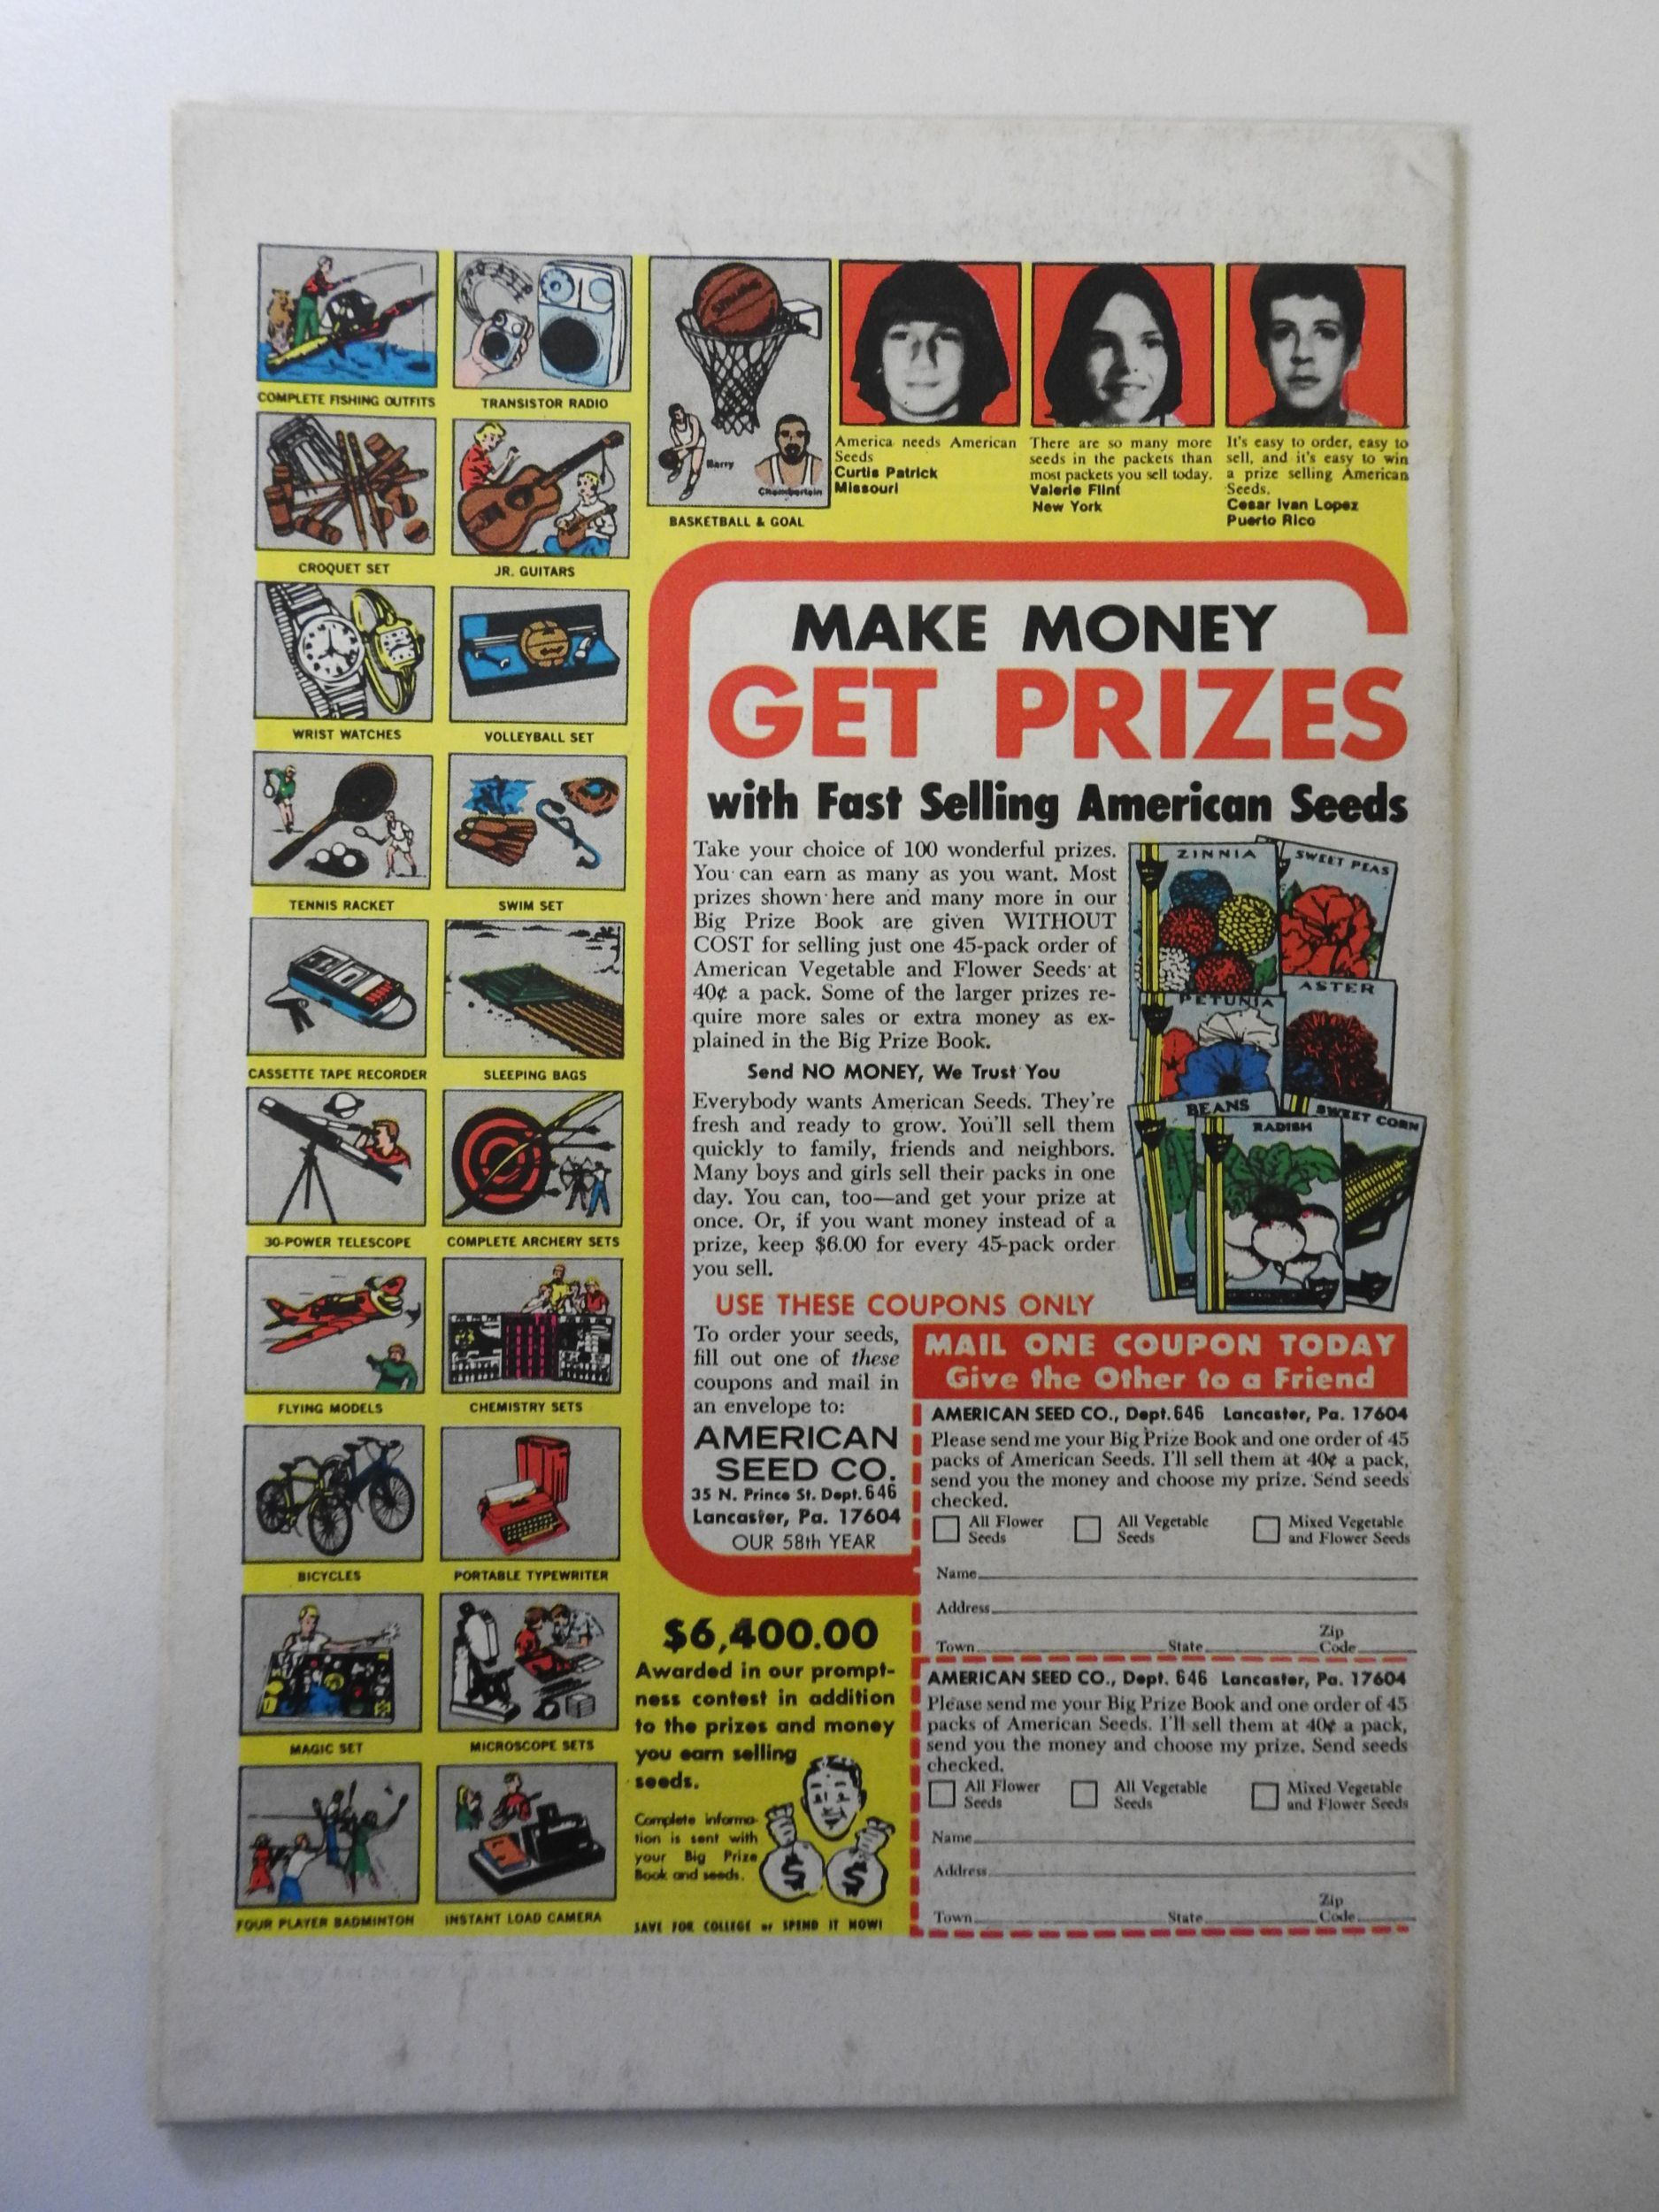 COMPLETE FISHING OUTFITS
TRANSISTOR RADIO
CROQUET SET
JR. GUITARS
WRIST WATCHES
VOLLEYBALL SET
TENNIS RACKET
SWIM SET
CASSETTE TAPE RECORDER
SLEEPING BAGS
30-POWER TELESCOPE
COMPLETE ARCHERY SETS
FLYING MODELS
CHEMISTRY SETS
BICYCLES
PORTABLE TYPEWRITER
MAGIC SET
MICROSCOPE SETS
FOUR PLAYER BADMINTON
INSTANT LOAD CAMERA
Barry
Chamberlain
BASKETBALL & GOAL
America needs American
Seeds
Curtis Patrick
Missouri
There are so many more
seeds in the packets than
most packets you sell today.
Valerie Flint
New York
It's easy to order, easy to
sell, and it's easy to win
a prize selling American
Seeds.
Cesar Ivan Lopez
Puerto Rico
MAKE MONEY
GET PRIZES
with Fast Selling American Seeds
Take your choice of 100 wonderful prizes.
You can earn as many as you want. Most
prizes shown here and many more in our
Big Prize Book are given WITHOUT
COST for selling just one 45-pack order of
American Vegetable and Flower Seeds at
40¢ a pack. Some of the larger prizes re-
quire more sales or extra money as ex-
plained in the Big Prize Book.
Send NO MONEY, We Trust You
Everybody wants American Seeds. They're
fresh and ready to grow. You'll sell them
quickly to family, friends and neighbors.
Many boys and girls sell their packs in one
day. You can, too—and get your prize at
once. Or, if you want money instead of a
prize, keep $6.00 for every 45-pack order
you sell.
ZINNIA
SWEET PEAS
PETUNIA
ASTER
BEANS
RADISH
SWEET CORN
USE THESE COUPONS ONLY
To order your seeds,
fill out one of these
coupons and mail in
an envelope to:
AMERICAN
SEED CO.
35 N. Prince St. Dept. 646
Lancaster, Pa. 17604
OUR 58th YEAR
$6,400.00
Awarded in our prompt-
ness contest in addition
to the prizes and money
you earn selling
seeds.
Complete informa-
tion is sent with
your Big Prize
Book and seeds.
$ $
SAVE FOR COLLEGE or SPEND IT NOW!
MAIL ONE COUPON TODAY
Give the Other to a Friend
AMERICAN SEED CO., Dept. 646 Lancaster, Pa. 17604
Please send me your Big Prize Book and one order of 45
packs of American Seeds. I'll sell them at 40¢ a pack,
send you the money and choose my prize. Send seeds
checked.
All Flower Seeds
All Vegetable Seeds
Mixed Vegetable and Flower Seeds
Name
Address
Town State Zip Code
AMERICAN SEED CO., Dept. 646 Lancaster, Pa. 17604
Please send me your Big Prize Book and one order of 45
packs of American Seeds. I'll sell them at 40¢ a pack,
send you the money and choose my prize. Send seeds
checked.
All Flower Seeds
All Vegetable Seeds
Mixed Vegetable and Flower Seeds
Name
Address
Town State Zip Code